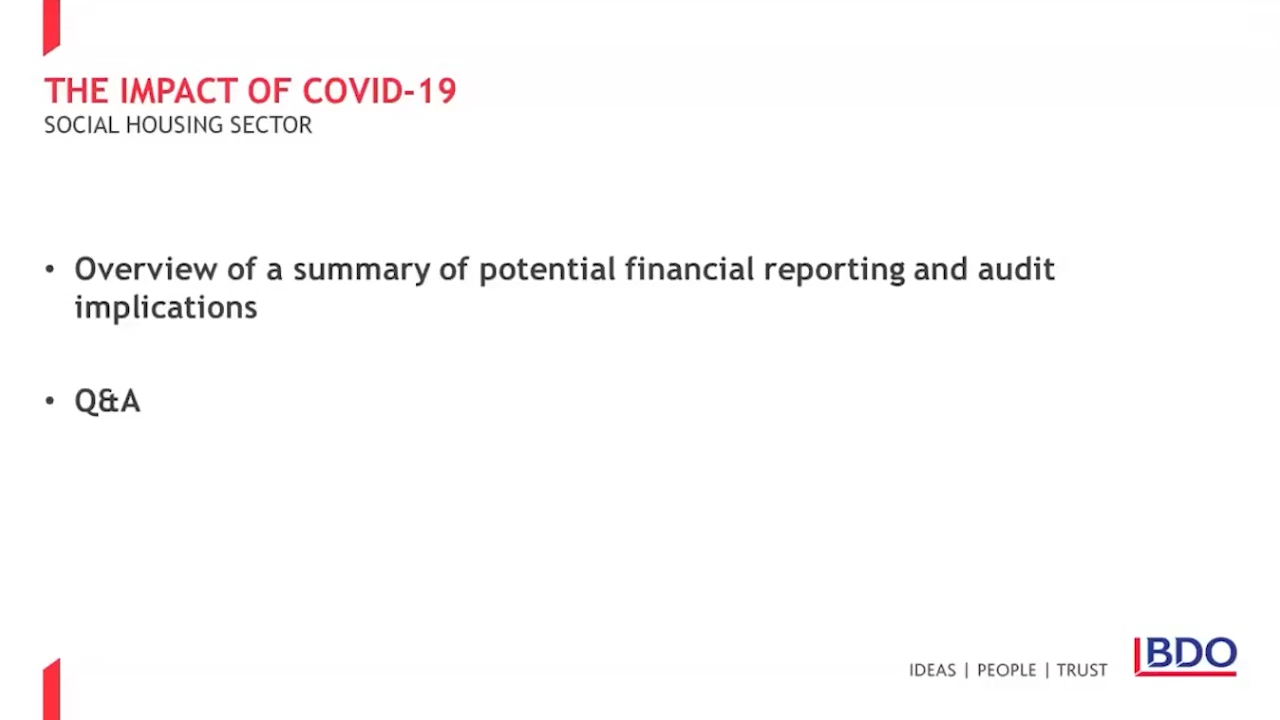 THE IMPACT OF COVID-19
SOCIAL HOUSING SECTOR
• Overview of a summary of potential financial reporting and audit
implications
• Q&A
IDEAS | PEOPLE | TRUST
BDO